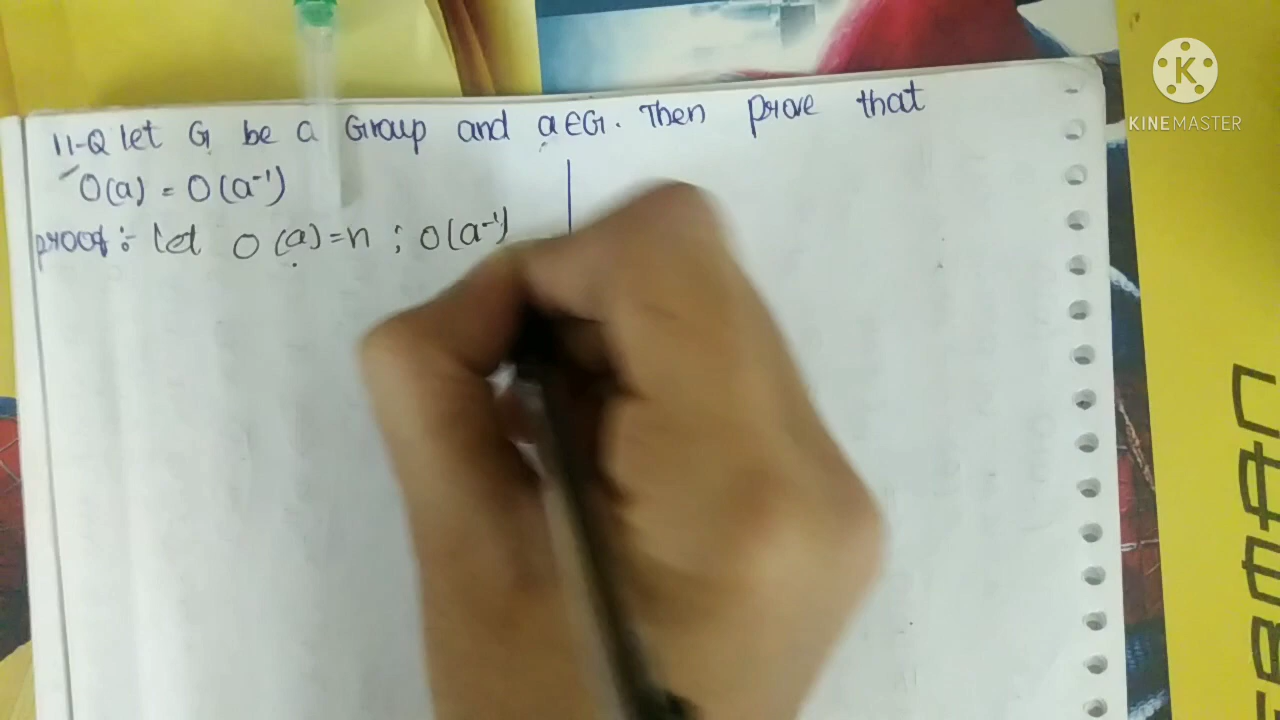 11-Q let G be a Group and a∈G. Then prove that
O(a) = O(a⁻¹)
proof :- let O(a)=n ; O(a⁻¹)
K
KINEMASTER